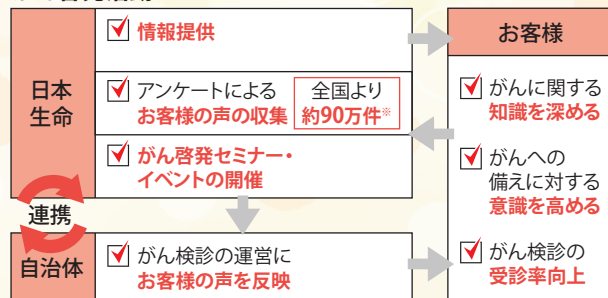 日本
生命
情報提供
アンケートによる
お客様の声の収集
全国より
約90万件※
がん啓発セミナー・
イベントの開催
連携
自治体
がん検診の運営に
お客様の声を反映
お客様
がんに関する
知識を深める
がんへの
備えに対する
意識を高める
がん検診の
受診率向上